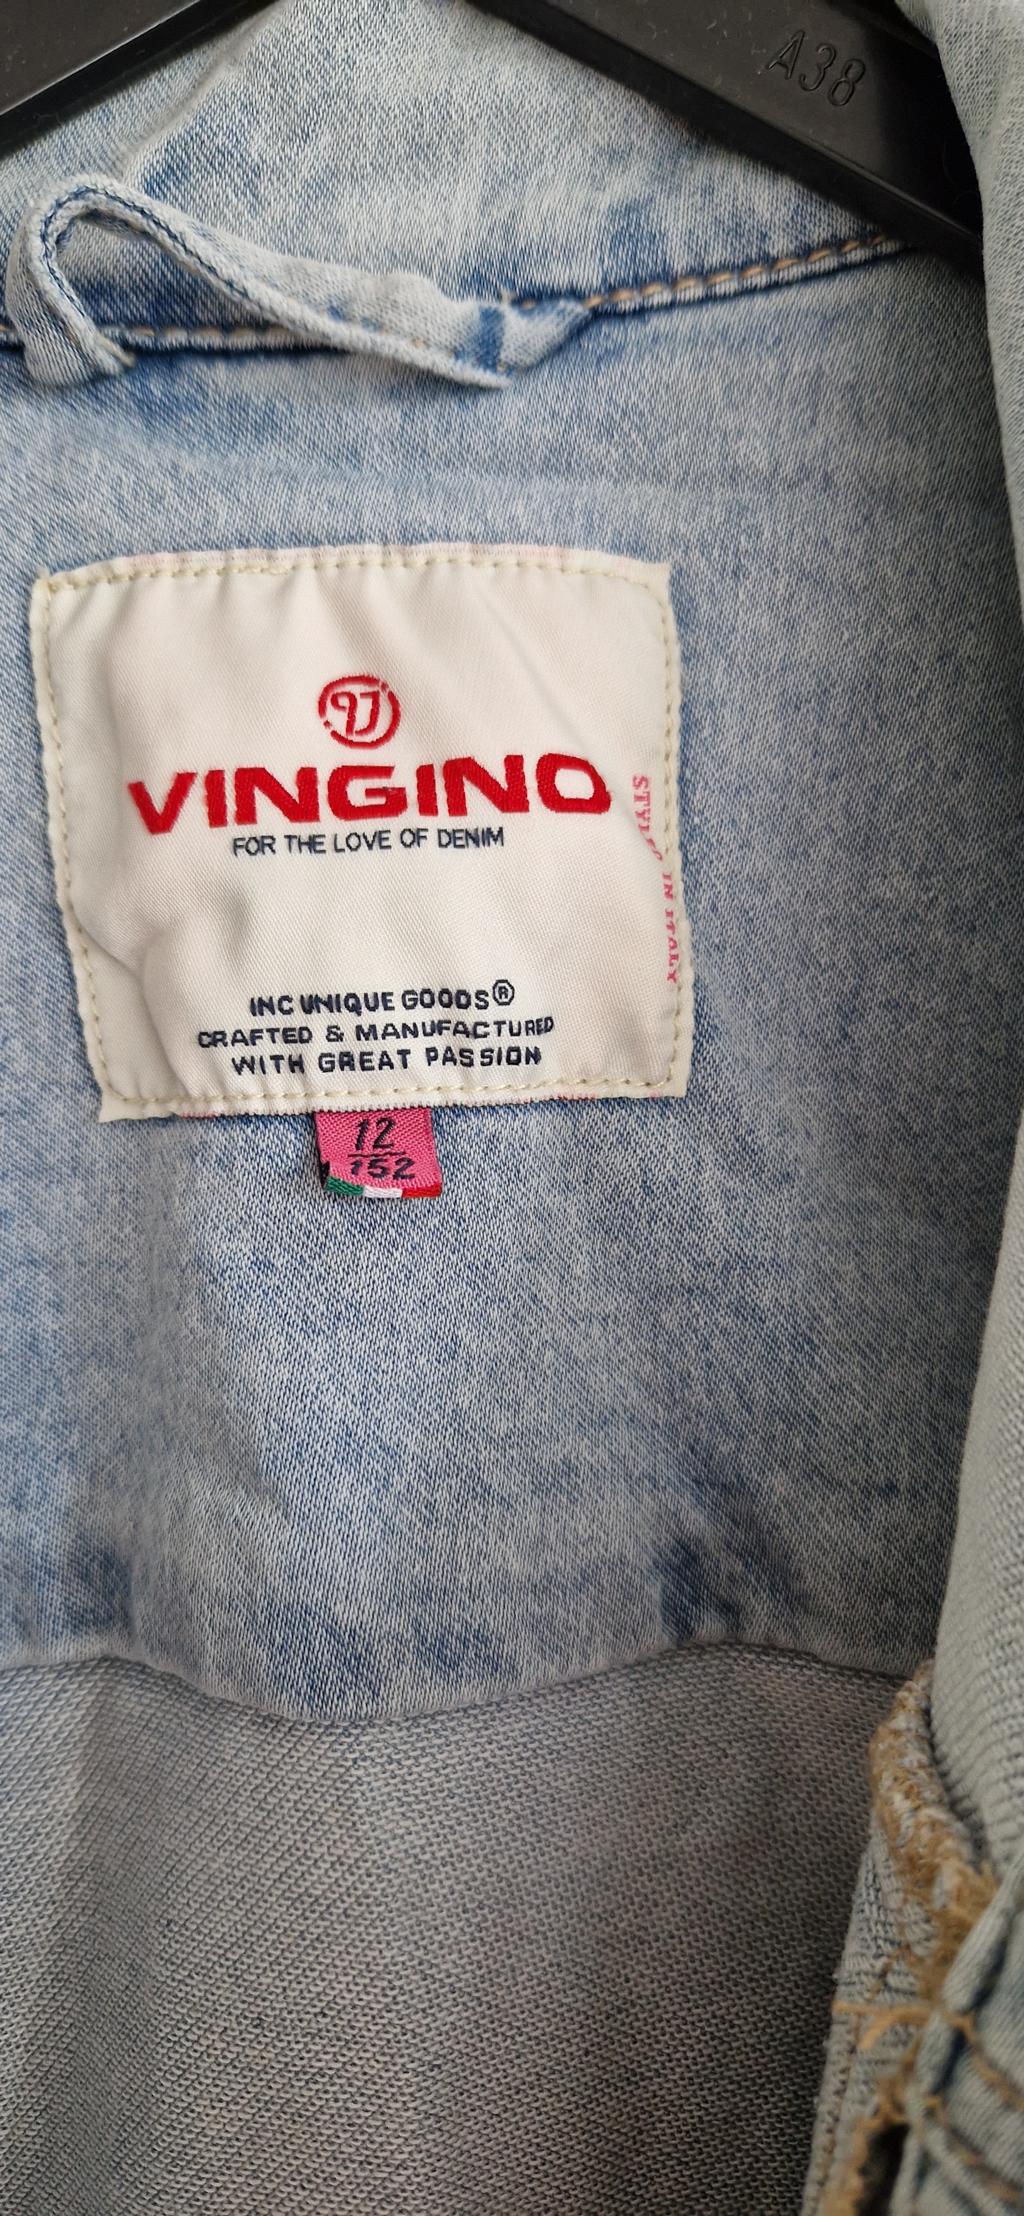 A38
VINGINO
FOR THE LOVE OF DENIM
STYLED IN ITALY
INC UNIQUE GOODS®
CRAFTED & MANUFACTURED
WITH GREAT PASSION
12
152